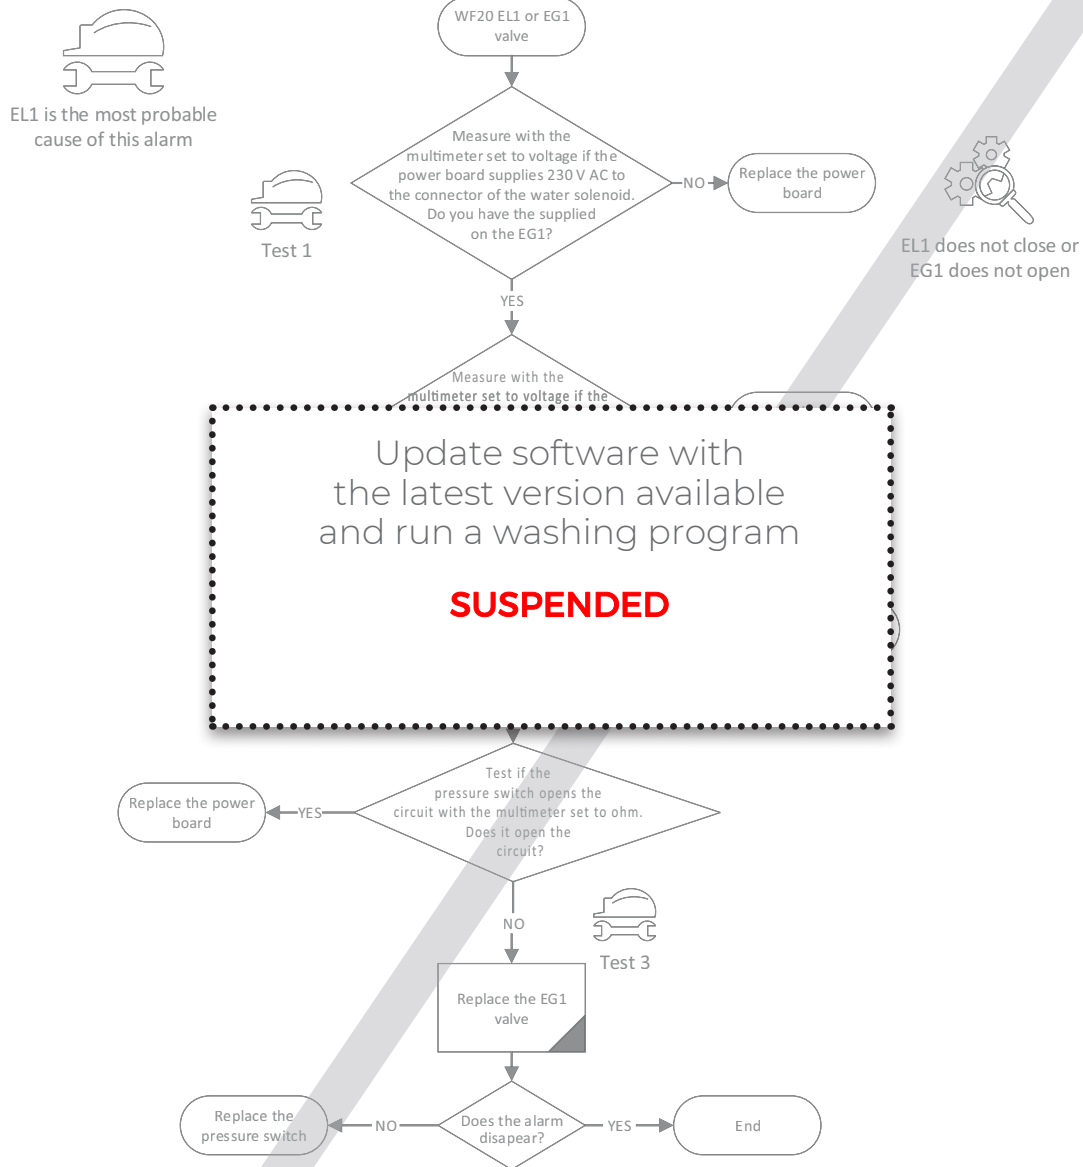 WF20 EL1 or EG1
valve
EL1 is the most probable
cause of this alarm
Measure with the
multimeter set to voltage if the
power board supplies 230 V AC to
the connector of the water solenoid.
Do you have the supplied
on the EG1?
NO
Replace the power
board
Test 1
EL1 does not close or
EG1 does not open
YES
Measure with the
multimeter set to voltage if the
Update software with
the latest version available
and run a washing program
SUSPENDED
Test if the
pressure switch opens the
circuit with the multimeter set to ohm.
Does it open the
circuit?
YES
Replace the power
board
NO
Test 3
Replace the EG1
valve
Does the alarm
disapear?
NO
Replace the
pressure switch
YES
End